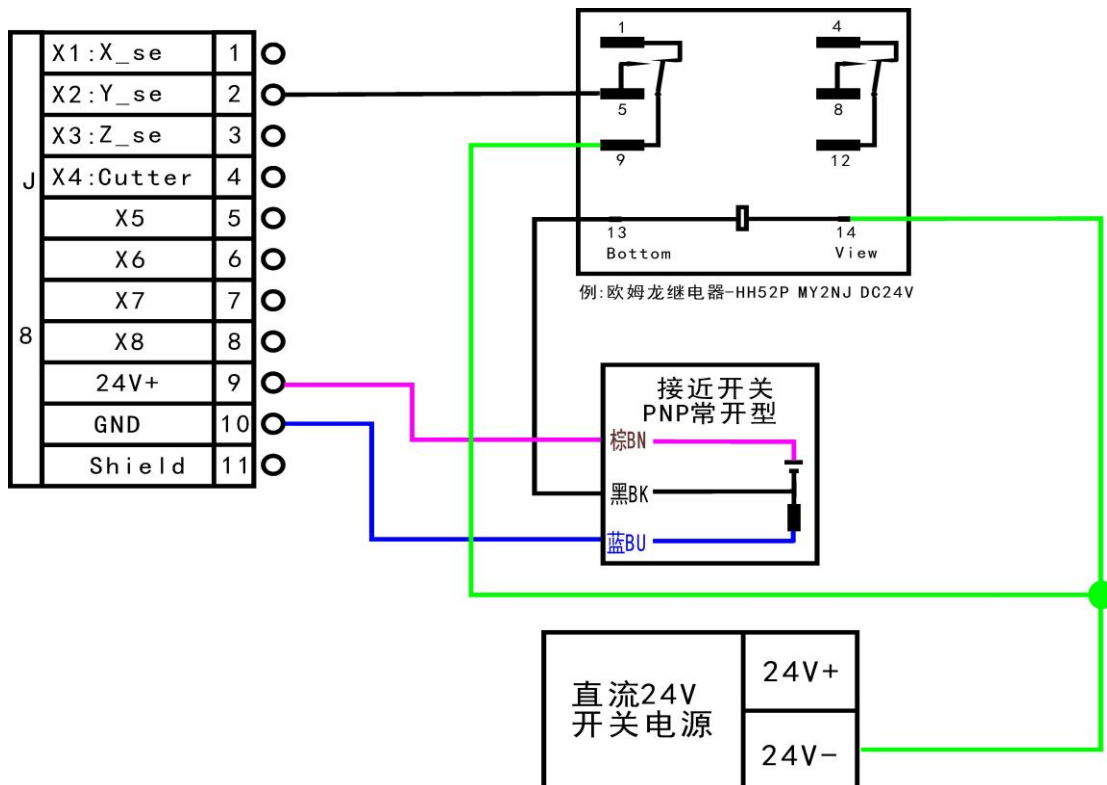 J
8
X1:X_se 1
X2:Y_se 2
X3:Z_se 3
X4:Cutter 4
X5 5
X6 6
X7 7
X8 8
24V+ 9
GND 10
Shield 11
1 4
5 8
9 12
13 14
Bottom View
例:欧姆龙继电器-HH52P MY2NJ DC24V
接近开关
PNP常开型
棕BN
黑BK
蓝BU
直流24V
开关电源
24V+
24V-